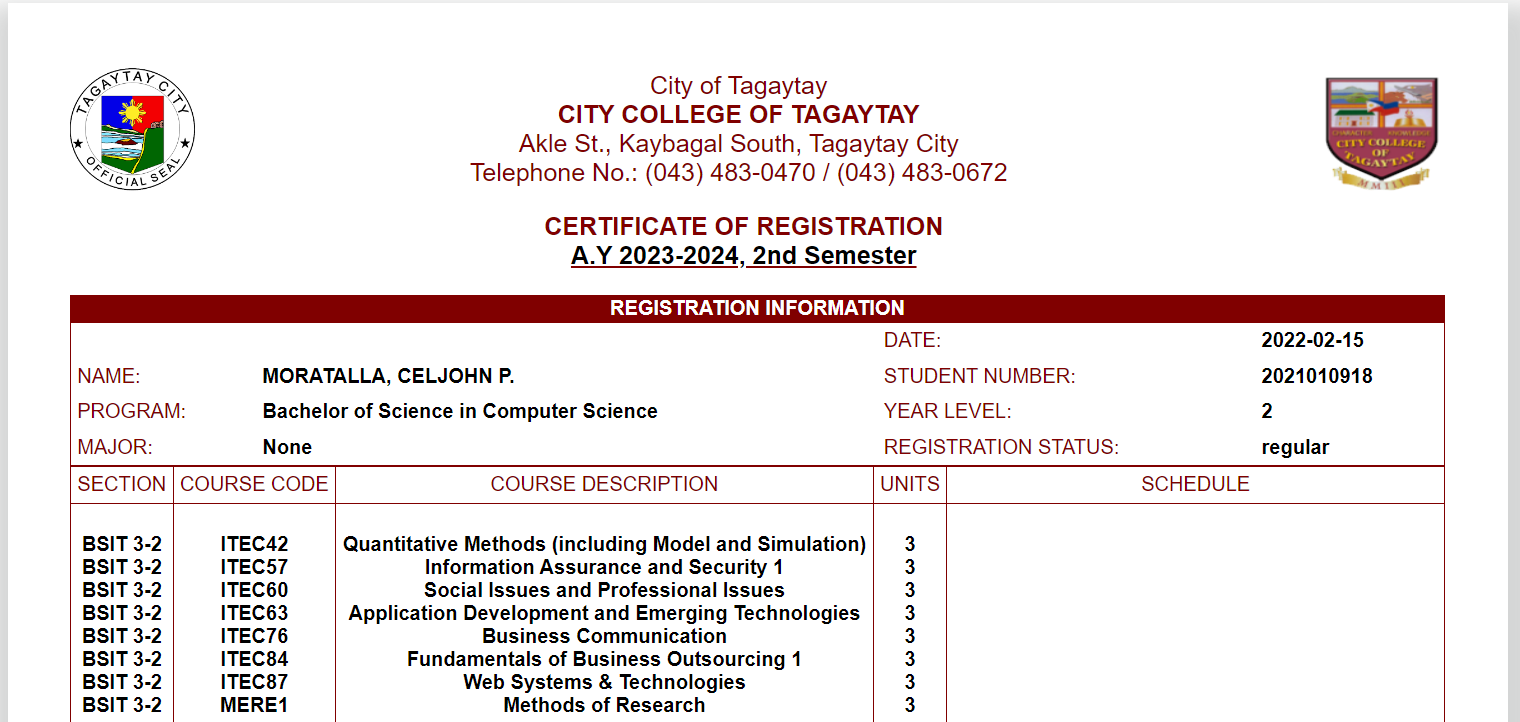 TAGAYTAY CITY
OFFICIAL SEAL
City of Tagaytay
CITY COLLEGE OF TAGAYTAY
Akle St., Kaybagal South, Tagaytay City
Telephone No.: (043) 483-0470 / (043) 483-0672
CHARACTER KNOWLEDGE
CITY COLLEGE
OF
TAGAYTAY
MMIII
CERTIFICATE OF REGISTRATION
A.Y 2023-2024, 2nd Semester
REGISTRATION INFORMATION
DATE: 2022-02-15
NAME: MORATALLA, CELJOHN P. STUDENT NUMBER: 2021010918
PROGRAM: Bachelor of Science in Computer Science YEAR LEVEL: 2
MAJOR: None REGISTRATION STATUS: regular
SECTION COURSE CODE COURSE DESCRIPTION UNITS SCHEDULE
BSIT 3-2 ITEC42 Quantitative Methods (including Model and Simulation) 3
BSIT 3-2 ITEC57 Information Assurance and Security 1 3
BSIT 3-2 ITEC60 Social Issues and Professional Issues 3
BSIT 3-2 ITEC63 Application Development and Emerging Technologies 3
BSIT 3-2 ITEC76 Business Communication 3
BSIT 3-2 ITEC84 Fundamentals of Business Outsourcing 1 3
BSIT 3-2 ITEC87 Web Systems & Technologies 3
BSIT 3-2 MERE1 Methods of Research 3